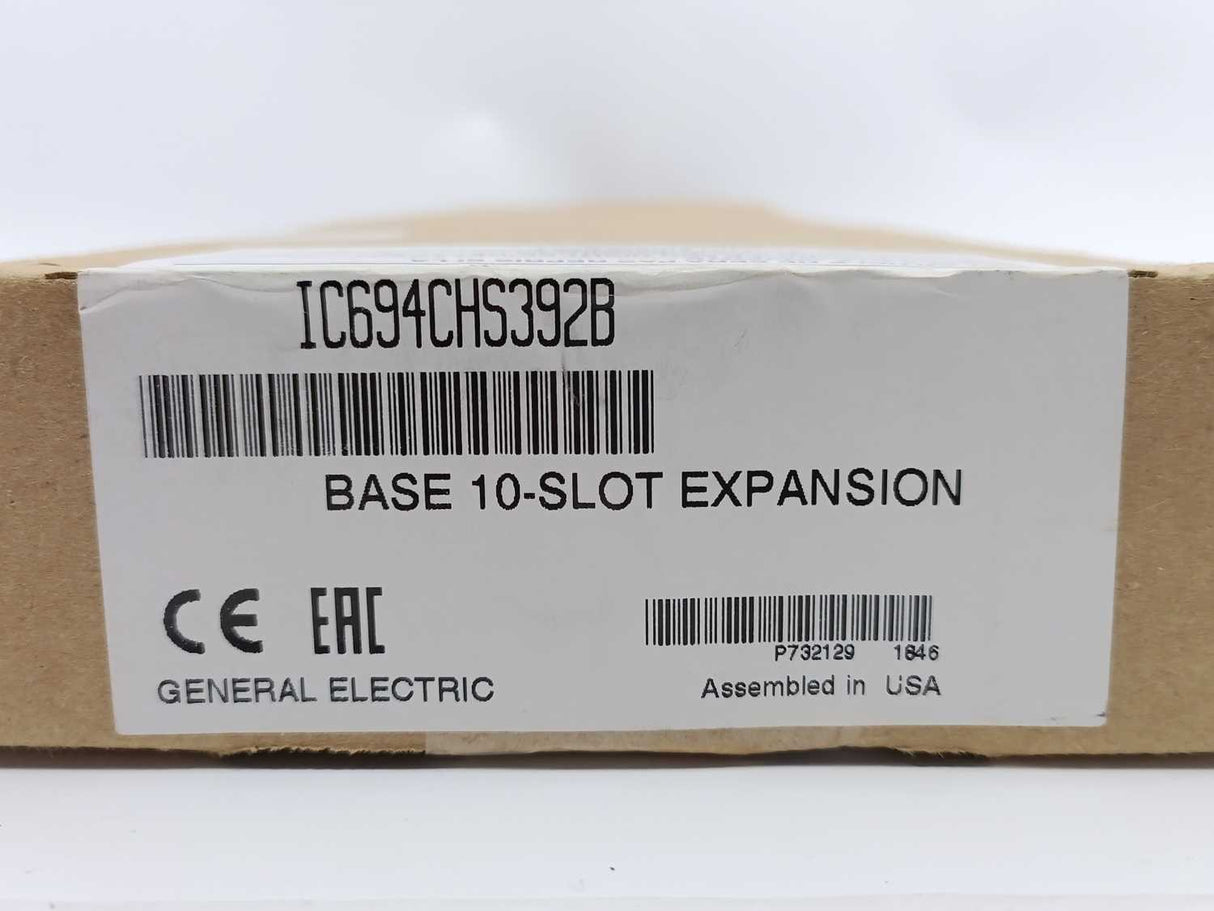 IC694CHS392B
BASE 10-SLOT EXPANSION
CE EAC
P732129 1646
GENERAL ELECTRIC
Assembled in USA